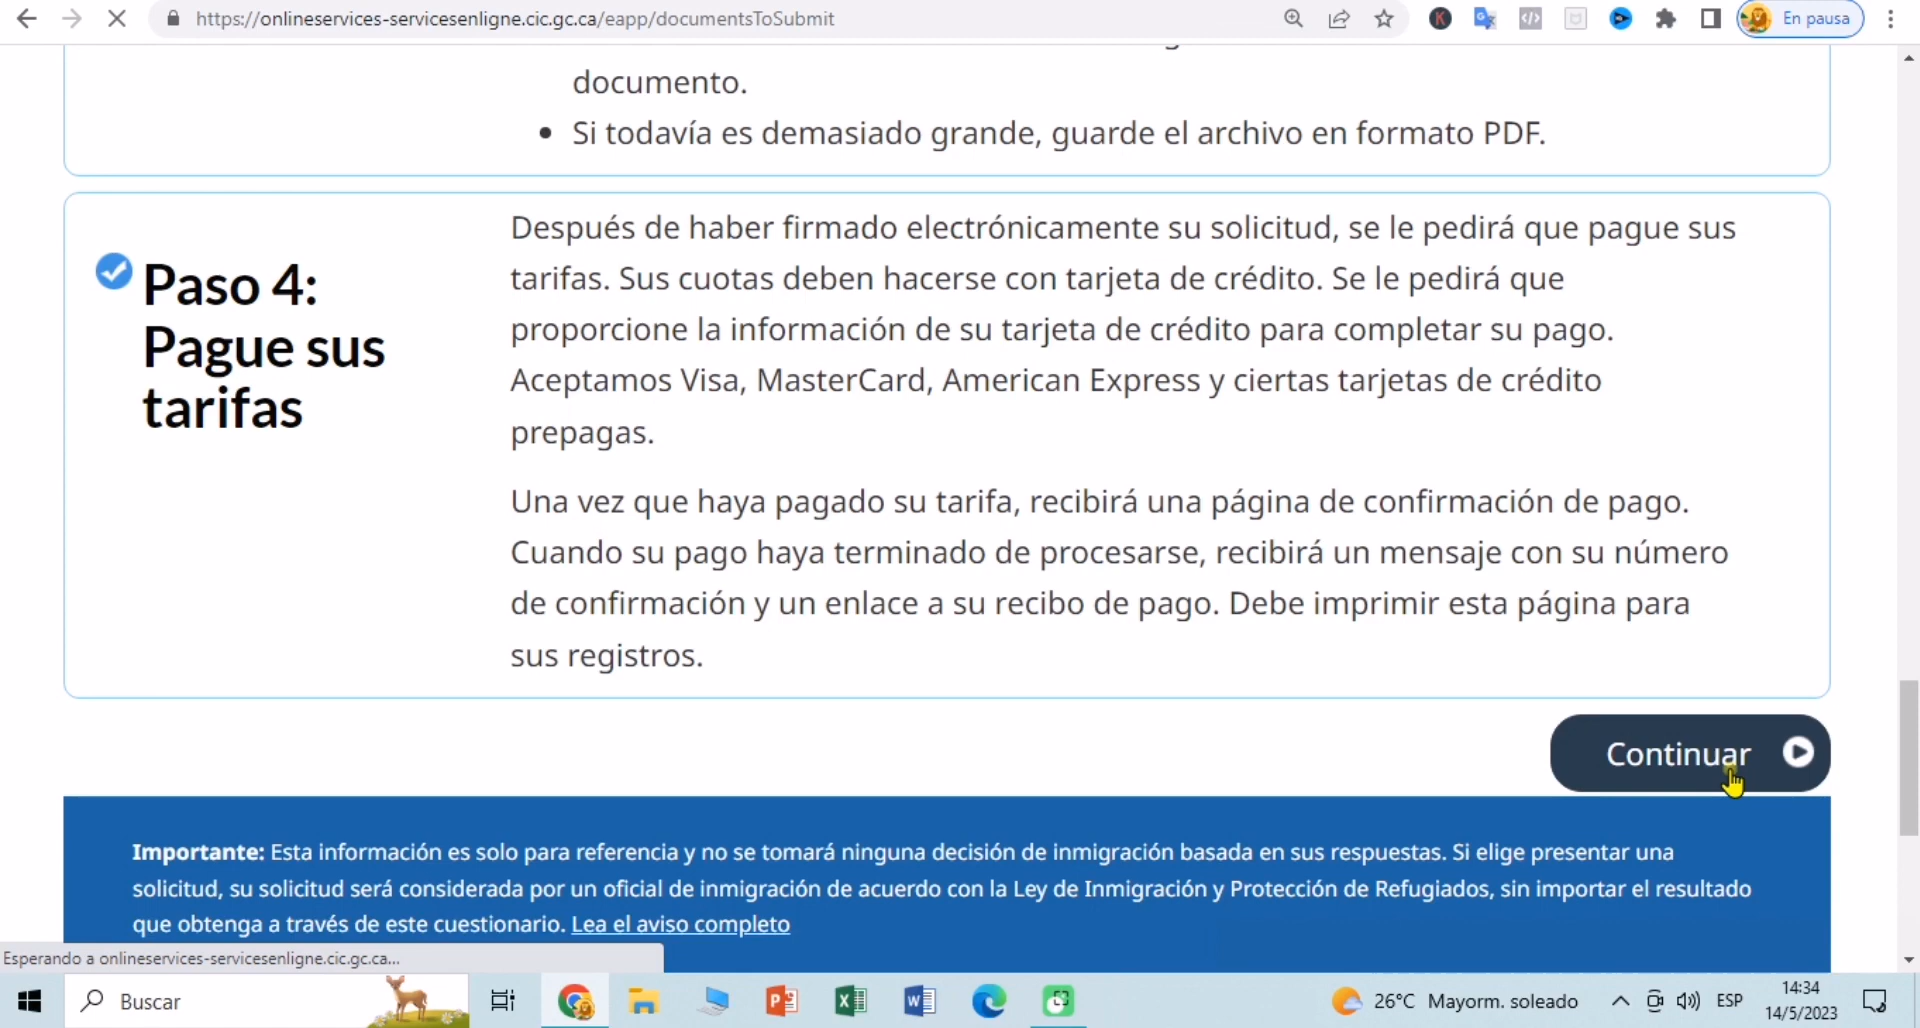 https://onlineservices-servicesenligne.cic.gc.ca/eapp/documentsToSubmit
En pausa
documento.
• Si todavía es demasiado grande, guarde el archivo en formato PDF.
Paso 4:
Pague sus
tarifas
Después de haber firmado electrónicamente su solicitud, se le pedirá que pague sus
tarifas. Sus cuotas deben hacerse con tarjeta de crédito. Se le pedirá que
proporcione la información de su tarjeta de crédito para completar su pago.
Aceptamos Visa, MasterCard, American Express y ciertas tarjetas de crédito
prepagas.
Una vez que haya pagado su tarifa, recibirá una página de confirmación de pago.
Cuando su pago haya terminado de procesarse, recibirá un mensaje con su número
de confirmación y un enlace a su recibo de pago. Debe imprimir esta página para
sus registros.
Continuar
Importante: Esta información es solo para referencia y no se tomará ninguna decisión de inmigración basada en sus respuestas. Si elige presentar una
solicitud, su solicitud será considerada por un oficial de inmigración de acuerdo con la Ley de Inmigración y Protección de Refugiados, sin importar el resultado
que obtenga a través de este cuestionario. Lea el aviso completo
Esperando a onlineservices-servicesenligne.cic.gc.ca...
Buscar
26°C Mayorm. soleado
ESP
14:34
14/5/2023